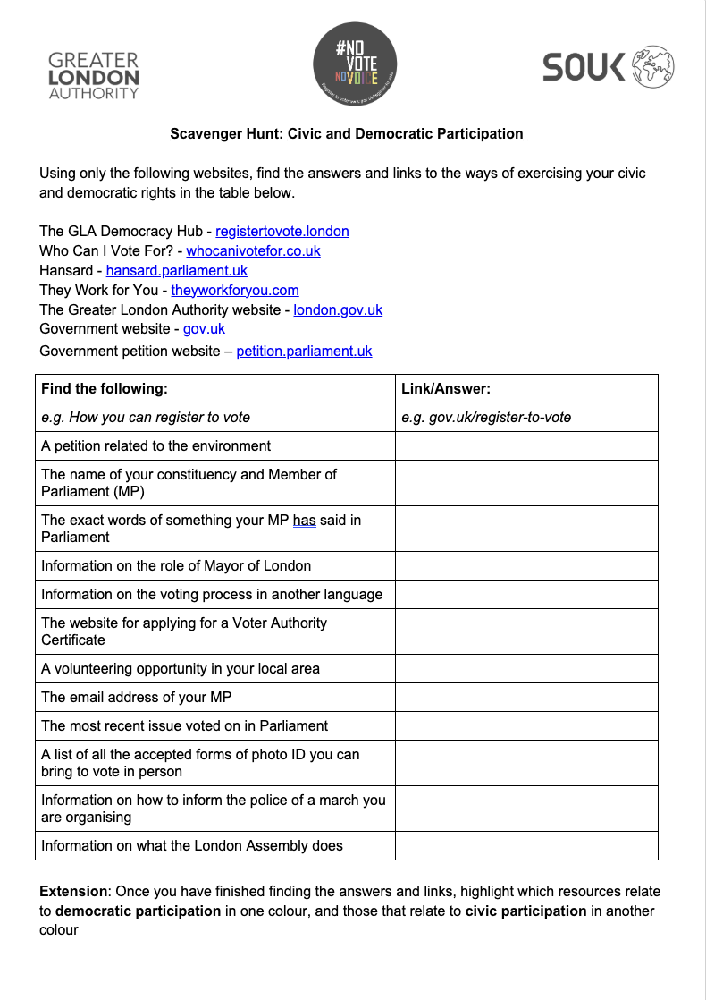 GREATER
LONDON
AUTHORITY
#NO
VOTE
NOVOICE
SOUK
Scavenger Hunt: Civic and Democratic Participation
Using only the following websites, find the answers and links to the ways of exercising your civic
and democratic rights in the table below.
The GLA Democracy Hub - registertovote.london
Who Can I Vote For? - whocanivotefor.co.uk
Hansard - hansard.parliament.uk
They Work for You - theyworkforyou.com
The Greater London Authority website - london.gov.uk
Government website - gov.uk
Government petition website – petition.parliament.uk
Find the following: Link/Answer:
e.g. How you can register to vote e.g. gov.uk/register-to-vote
A petition related to the environment
The name of your constituency and Member of
Parliament (MP)
The exact words of something your MP has said in
Parliament
Information on the role of Mayor of London
Information on the voting process in another language
The website for applying for a Voter Authority
Certificate
A volunteering opportunity in your local area
The email address of your MP
The most recent issue voted on in Parliament
A list of all the accepted forms of photo ID you can
bring to vote in person
Information on how to inform the police of a march you
are organising
Information on what the London Assembly does
Extension: Once you have finished finding the answers and links, highlight which resources relate
to democratic participation in one colour, and those that relate to civic participation in another
colour